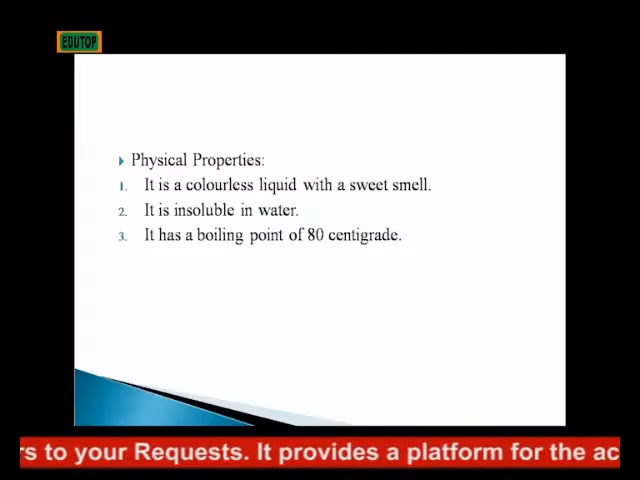 EDUTOP
Physical Properties:
1. It is a colourless liquid with a sweet smell.
2. It is insoluble in water.
3. It has a boiling point of 80 centigrade.
rs to your Requests. It provides a platform for the ac